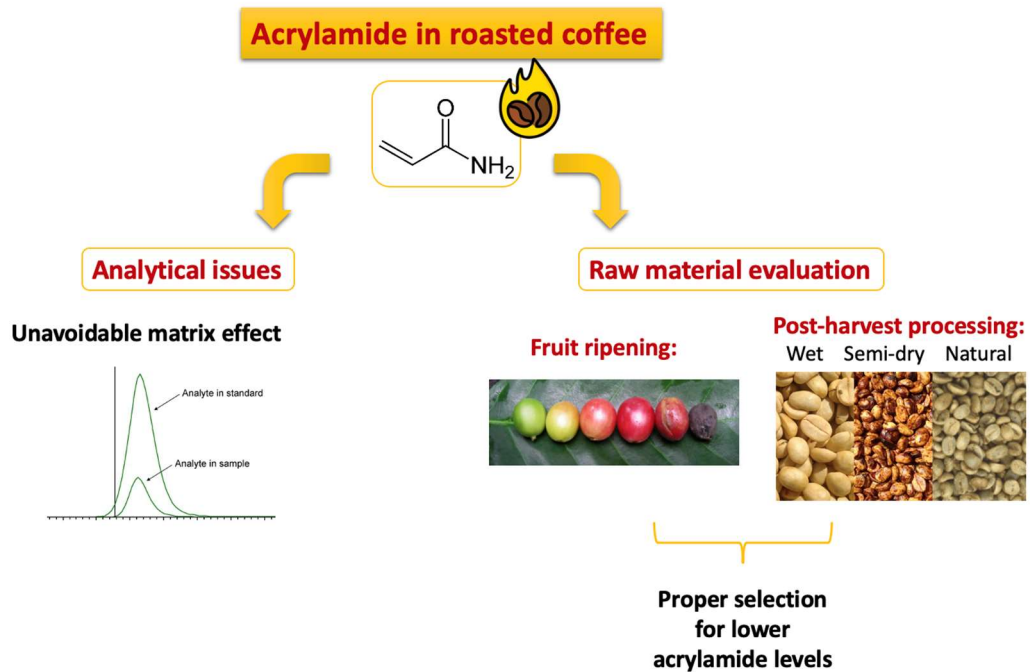 Acrylamide in roasted coffee
O
NH₂
Analytical issues
Raw material evaluation
Unavoidable matrix effect
Analyte in standard
Analyte in sample
Fruit ripening:
Post-harvest processing:
Wet Semi-dry Natural
Proper selection
for lower
acrylamide levels